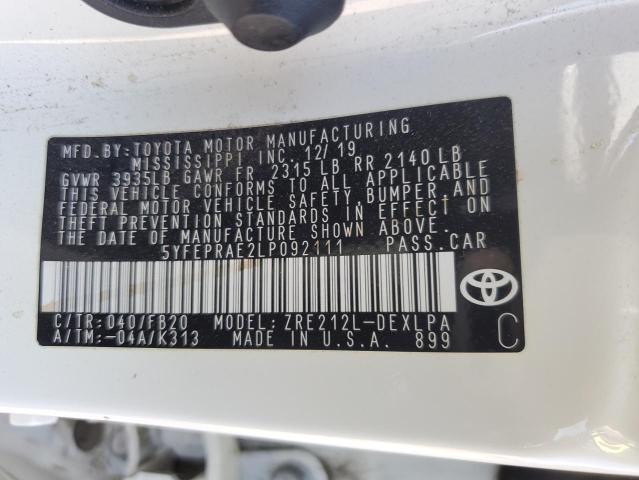 MFD. BY: TOYOTA MOTOR MANUFACTURING
MISSISSIPPI INC. 12/19
GVWR 3935LB GAWR FR 2315 LB RR 2140 LB
THIS VEHICLE CONFORMS TO ALL APPLICABLE
FEDERAL MOTOR VEHICLE SAFETY, BUMPER, AND
THEFT PREVENTION STANDARDS IN EFFECT ON
THE DATE OF MANUFACTURE SHOWN ABOVE.
5YFEPRAE2LP092111 PASS.CAR
C/TR: 040/FB20 MODEL: ZRE212L-DEXLPA
A/TM: -04A/K313 MADE IN U.S.A. 899 C